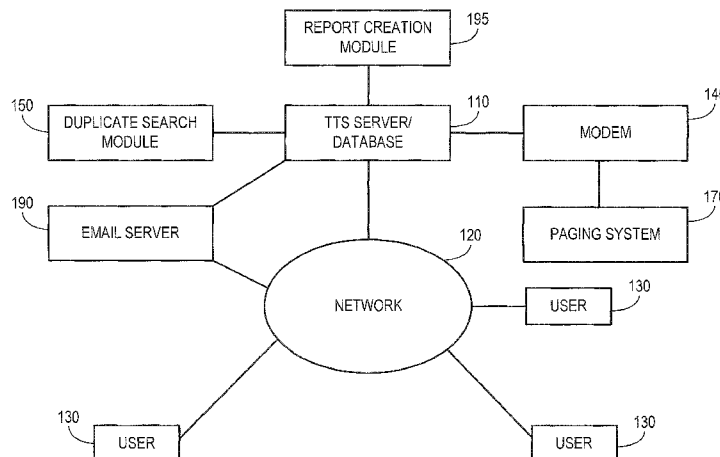 REPORT CREATION
MODULE
195
150
DUPLICATE SEARCH
MODULE
TTS SERVER/
DATABASE
110
MODEM
190
EMAIL SERVER
170
PAGING SYSTEM
120
NETWORK
USER
130
130
USER
USER
130